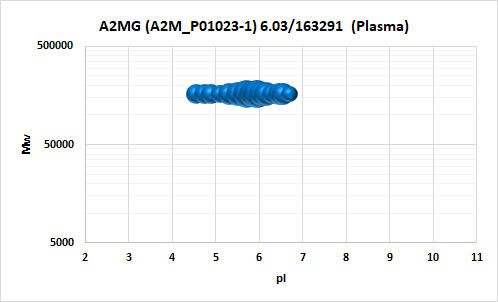 A2MG (A2M_P01023-1) 6.03/163291 (Plasma)
500000
50000
5000
Mw
2 3 4 5 6 7 8 9 10 11
pI